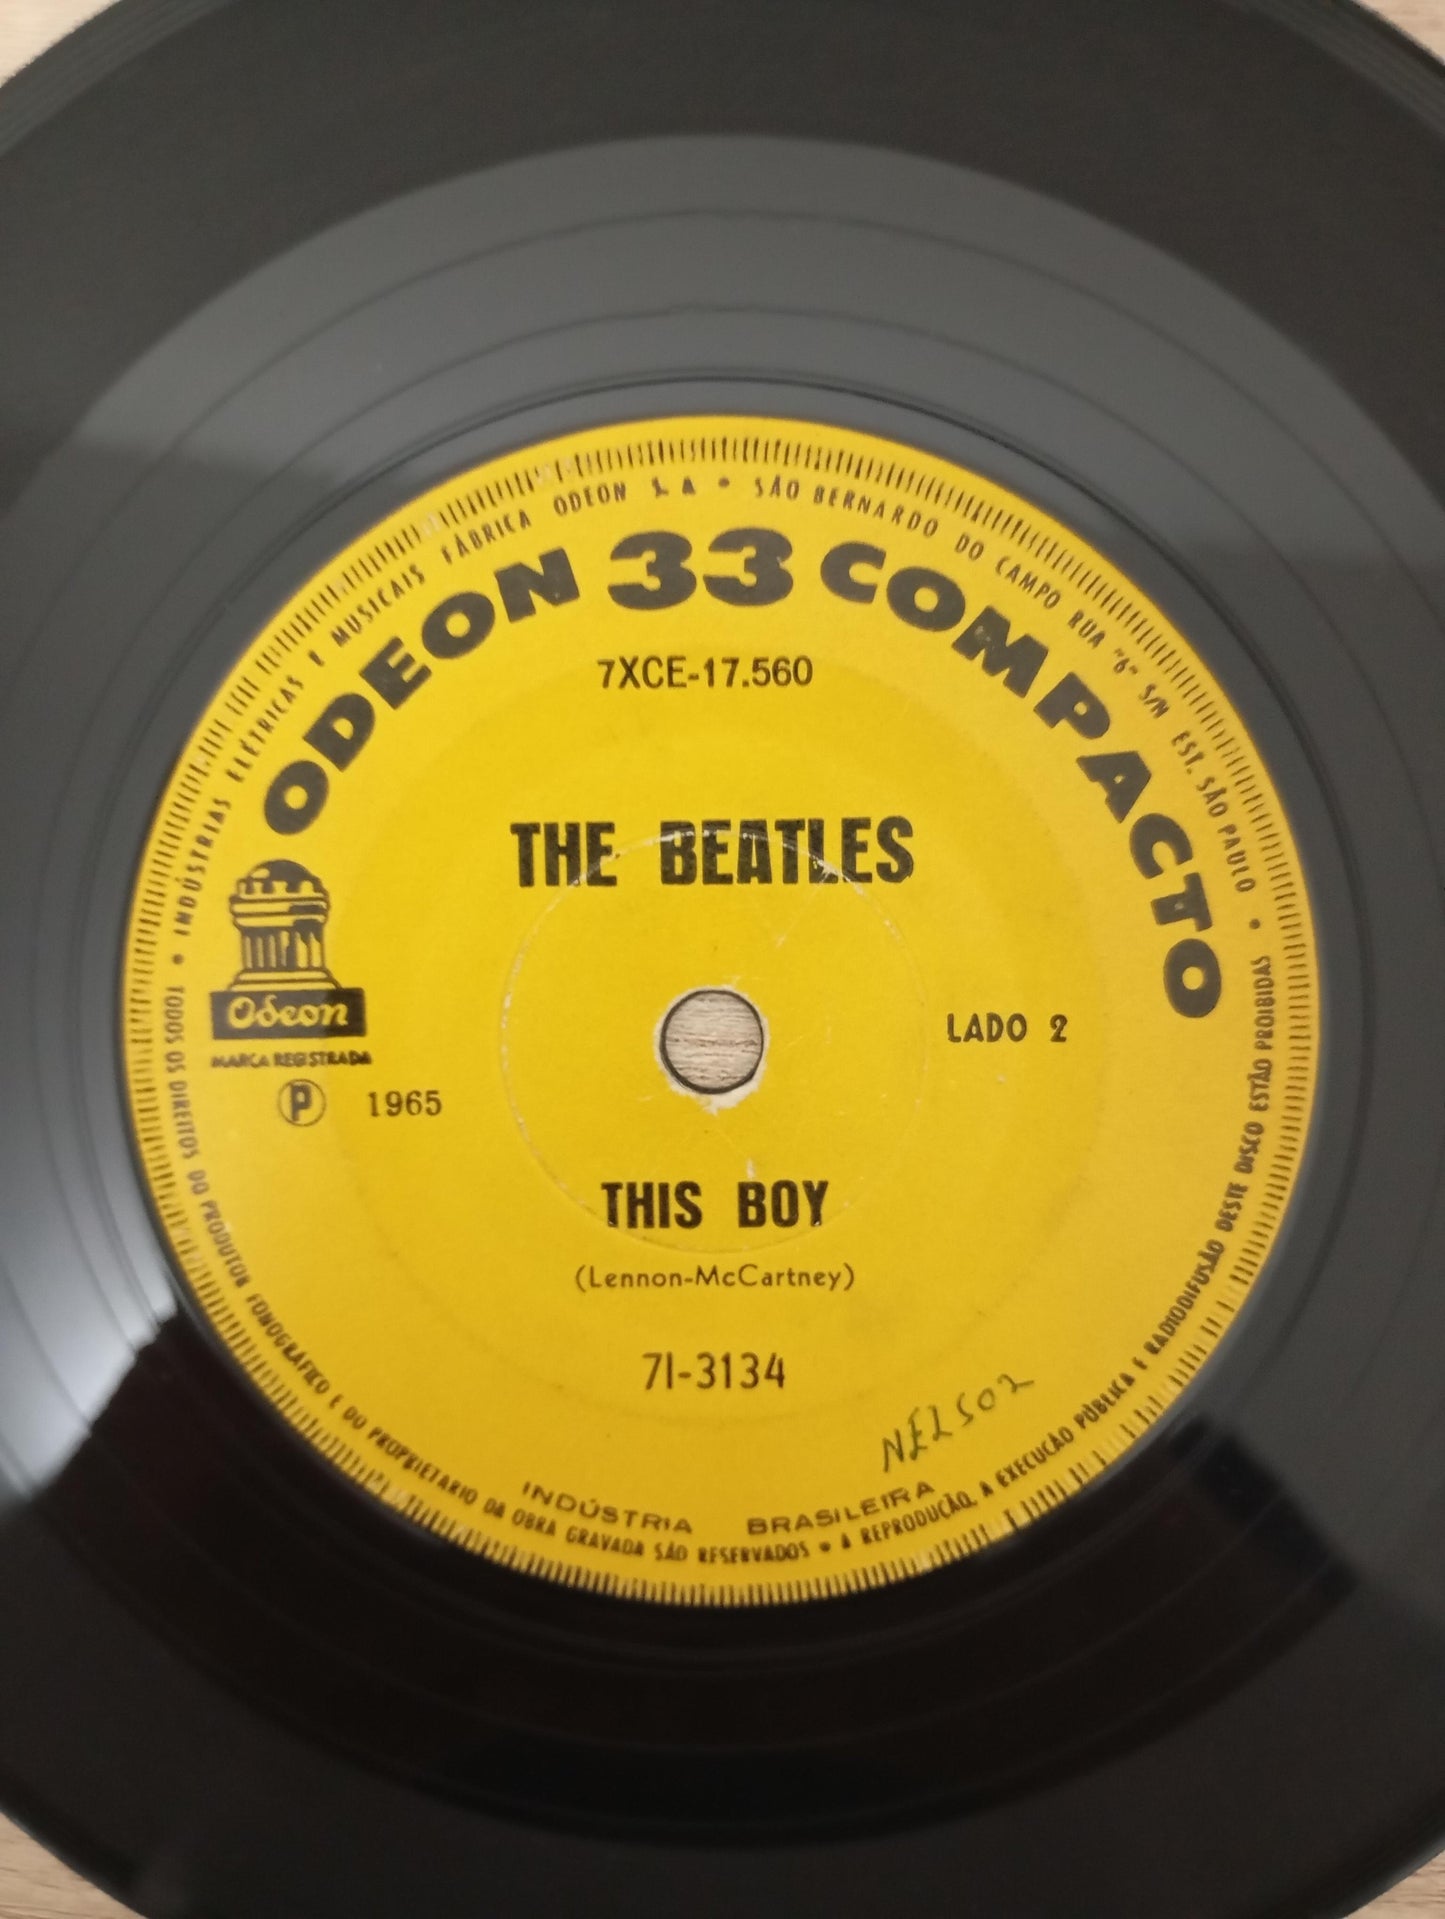 INDÚSTRIAS ELÉTRICAS E MUSICAIS FÁBRICA ODEON S. A. • SÃO BERNARDO DO CAMPO RUA "6" S/N EST. SÃO PAULO •
ODEON 33 COMPACTO
7XCE-17.560
THE BEATLES
Odeon
MARCA REGISTRADA
LADO 2
P 1965
THIS BOY
(Lennon-McCartney)
7I-3134
NELSO2
INDÚSTRIA BRASILEIRA
• TODOS OS DIREITOS DO PRODUTOR FONOGRÁFICO E DO PROPRIETARIO DA OBRA GRAVADA SÃO RESERVADOS • A REPRODUÇÃO, A EXECUÇÃO PÚBLICA E RADIODIFUSÃO DESTE DISCO ESTÃO PROIBIDAS